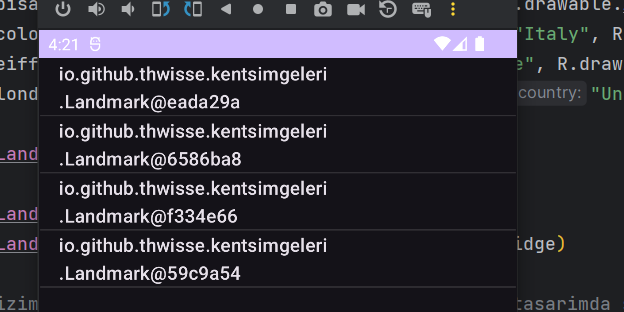 .drawable.
colo "Italy", R
eiff e", R.draw
lond country: "Un
4:21
io.github.thwisse.kentsimgeleri
.Landmark@eada29a
io.github.thwisse.kentsimgeleri
.Landmark@6586ba8
io.github.thwisse.kentsimgeleri
.Landmark@f334e66
io.github.thwisse.kentsimgeleri
.Landmark@59c9a54
Land
Land
Land idge)
izim tasarimda